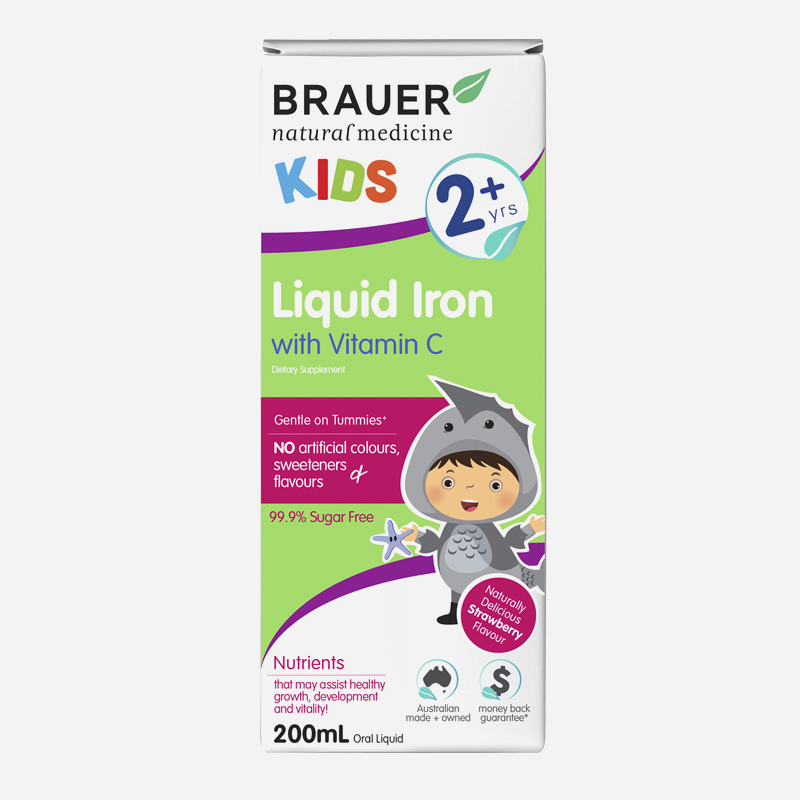 BRAUER
natural medicine
KIDS
2+
yrs
Liquid Iron
with Vitamin C
Dietary Supplement
Gentle on Tummies+
NO artificial colours,
sweeteners or
flavours
99.9% Sugar Free
Naturally
Delicious
Strawberry
Flavour
Nutrients
that may assist healthy
growth, development
and vitality!
$
Australian
made + owned
money back
guarantee*
200mL Oral Liquid